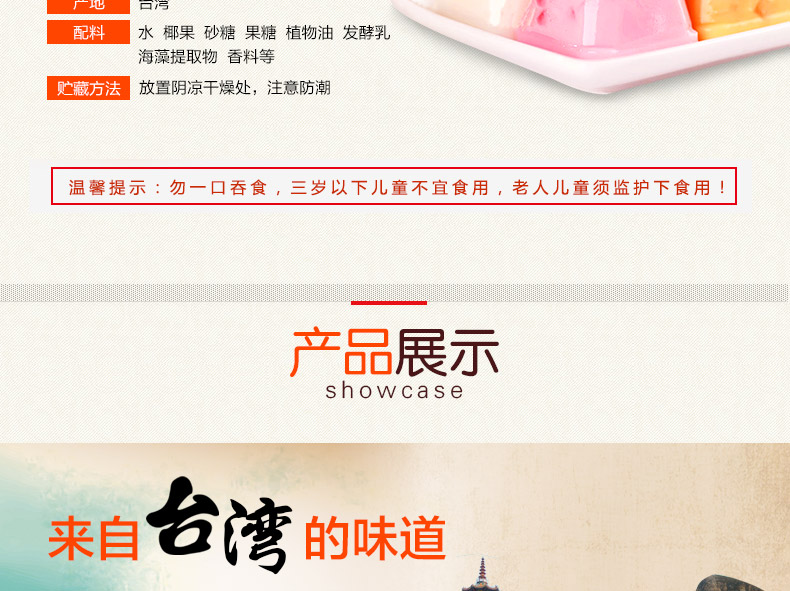 产地 台湾
配料 水 椰果 砂糖 果糖 植物油 发酵乳
海藻提取物 香料等
贮藏方法 放置阴凉干燥处，注意防潮
温馨提示：勿一口吞食，三岁以下儿童不宜食用，老人儿童须监护下食用！
产品展示
showcase
来自台湾的味道